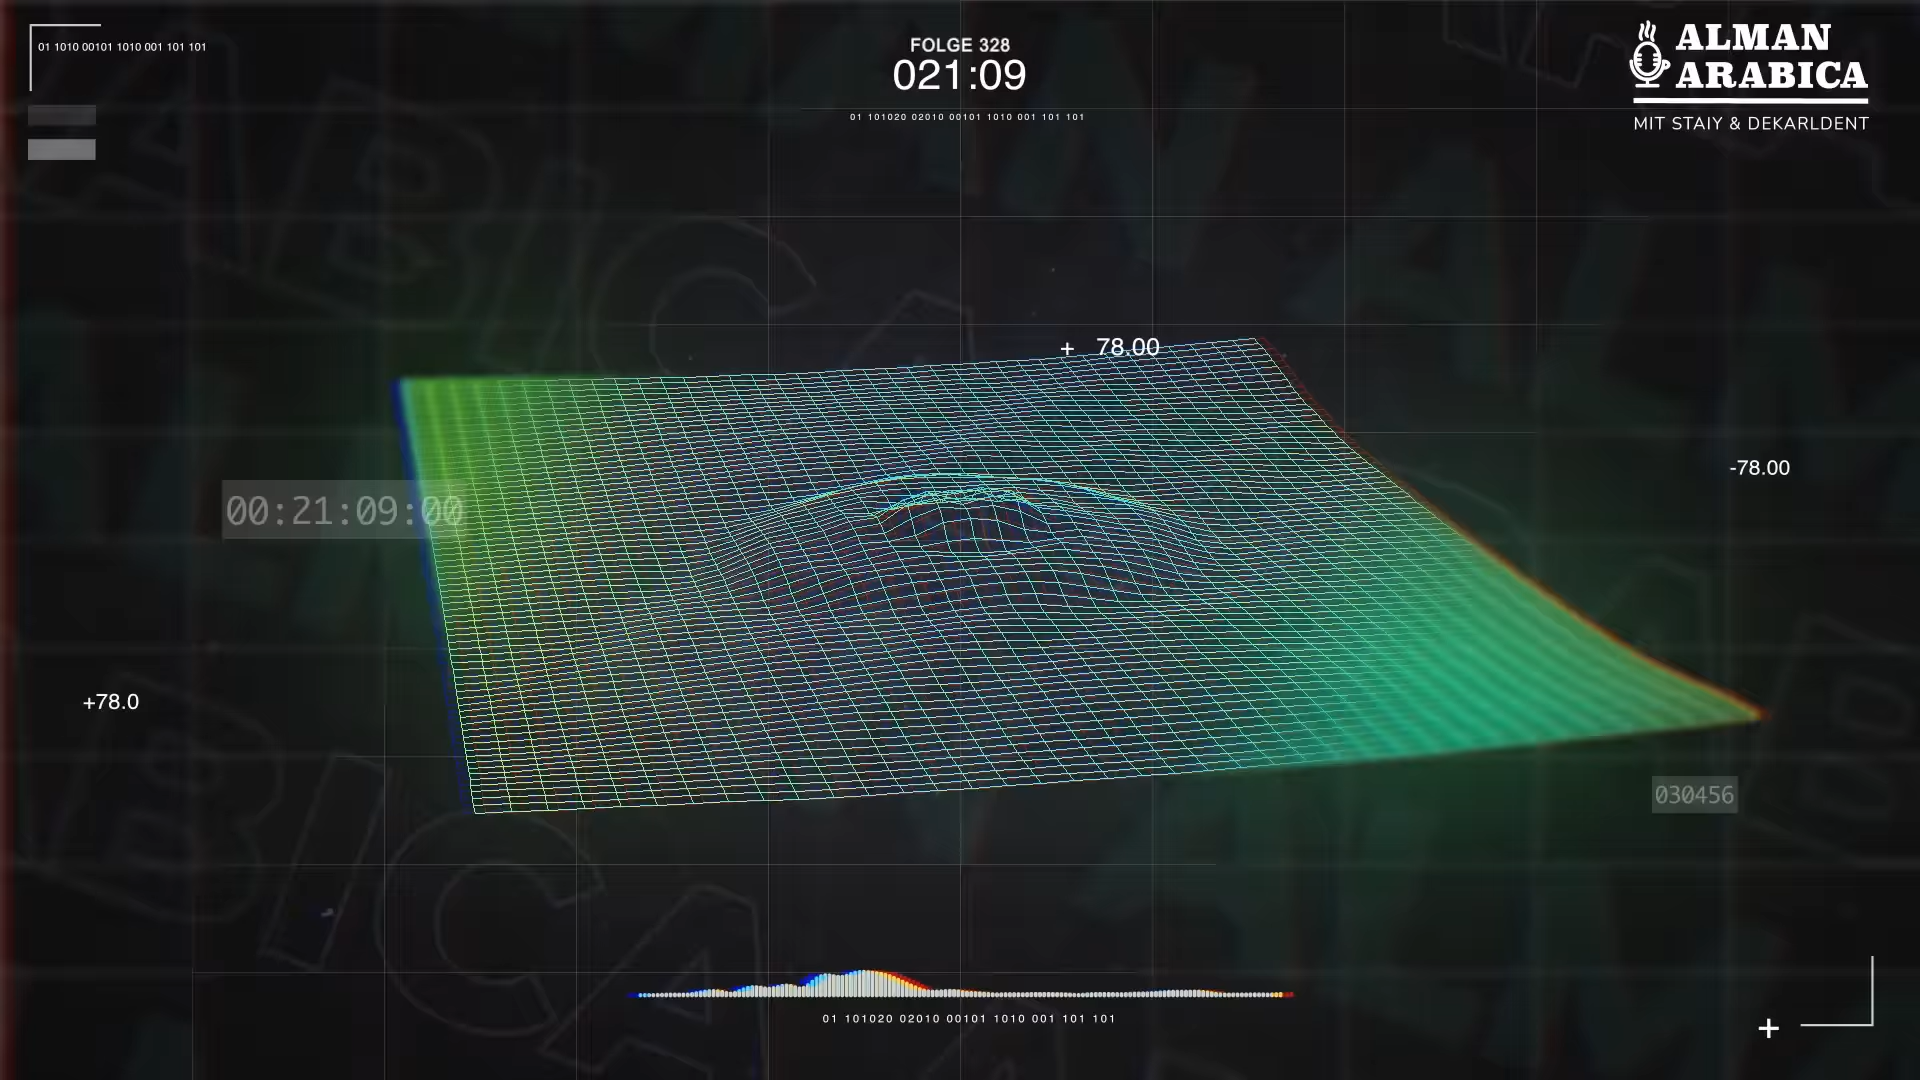 01 1010 00101 1010 001 101 101
FOLGE 328
021:09
01 101020 02010 00101 1010 001 101 101
ALMAN
ARABICA
MIT STAIY & DEKARLDENT
+ 78.00
-78.00
00:21:09:00
+78.0
030456
01 101020 02010 00101 1010 001 101 101
+